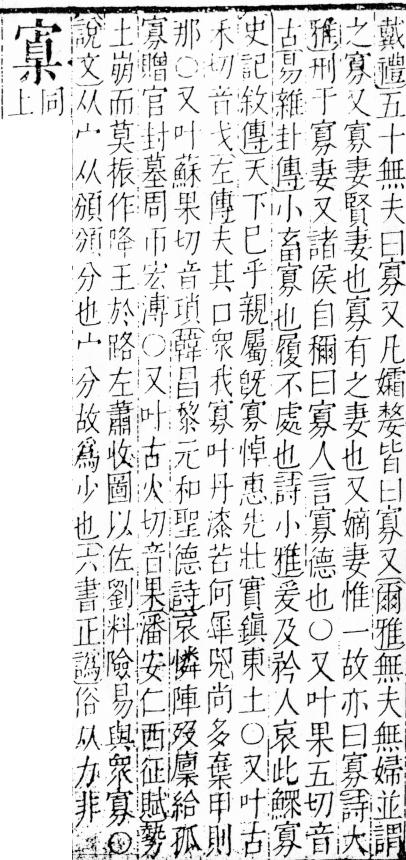 戴禮五十無夫曰寡又凡孀嫠皆曰寡又爾雅無夫無婦並謂
之寡又寡妻賢妻也寡有之妻也又嫡妻惟一故亦曰寡詩大
雅刑于寡妻又諸侯自稱曰寡人言寡德也○又叶果五切音
古易雜卦傳小畜寡也履不處也詩小雅爰及矜人哀此鰥寡
史記敘傳天下已乎親屬旣寡悼惠先壯實鎮東土○又叶古
禾切音戈左傳夫其口衆我寡叶丹漆若何犀兕尚多棄甲則
那○又叶蘇果切音瑣韓昌黎元和聖德詩哀憐陣歿廩給孤
寡贈官封墓周帀宏溥○又叶古火切音果潘安仁西征賦勢
土崩而莫振作降王於路左蕭收圖以佐劉料險易與衆寡○
說文从宀从頒頒分也宀分故爲少也六書正譌俗从力非
寡同上